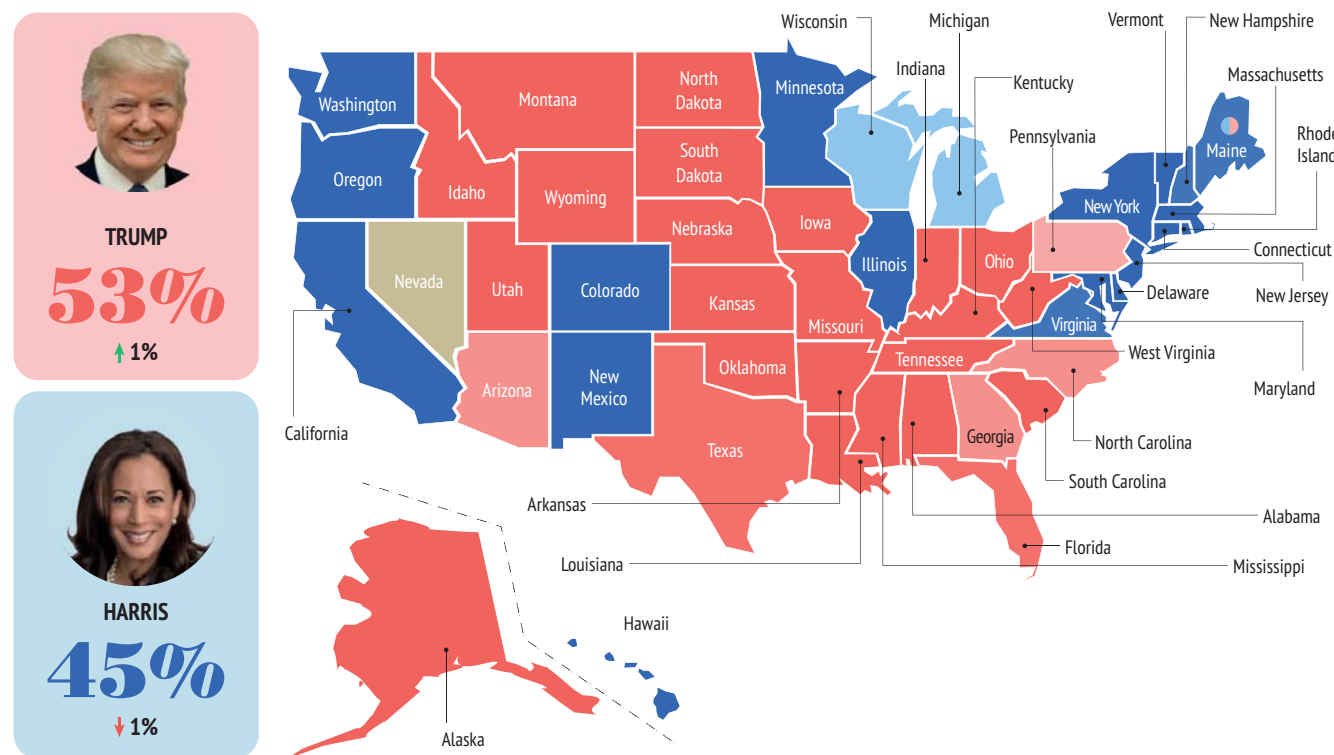 TRUMP
53%
1%
HARRIS
45%
1%
Wisconsin
Michigan
Vermont
New Hampshire
Indiana
Kentucky
Massachusetts
Pennsylvania
Rhode
Island
Washington
Montana
North
Dakota
Minnesota
Maine
Oregon
Idaho
Wyoming
South
Dakota
New York
Nebraska
Iowa
Connecticut
Nevada
Utah
Colorado
Kansas
Illinois
Ohio
Delaware
New Jersey
Missouri
Virginia
West Virginia
Maryland
Arizona
New
Mexico
Oklahoma
Tennessee
California
Texas
Georgia
North Carolina
South Carolina
Arkansas
Alabama
Louisiana
Florida
Mississippi
Hawaii
Alaska